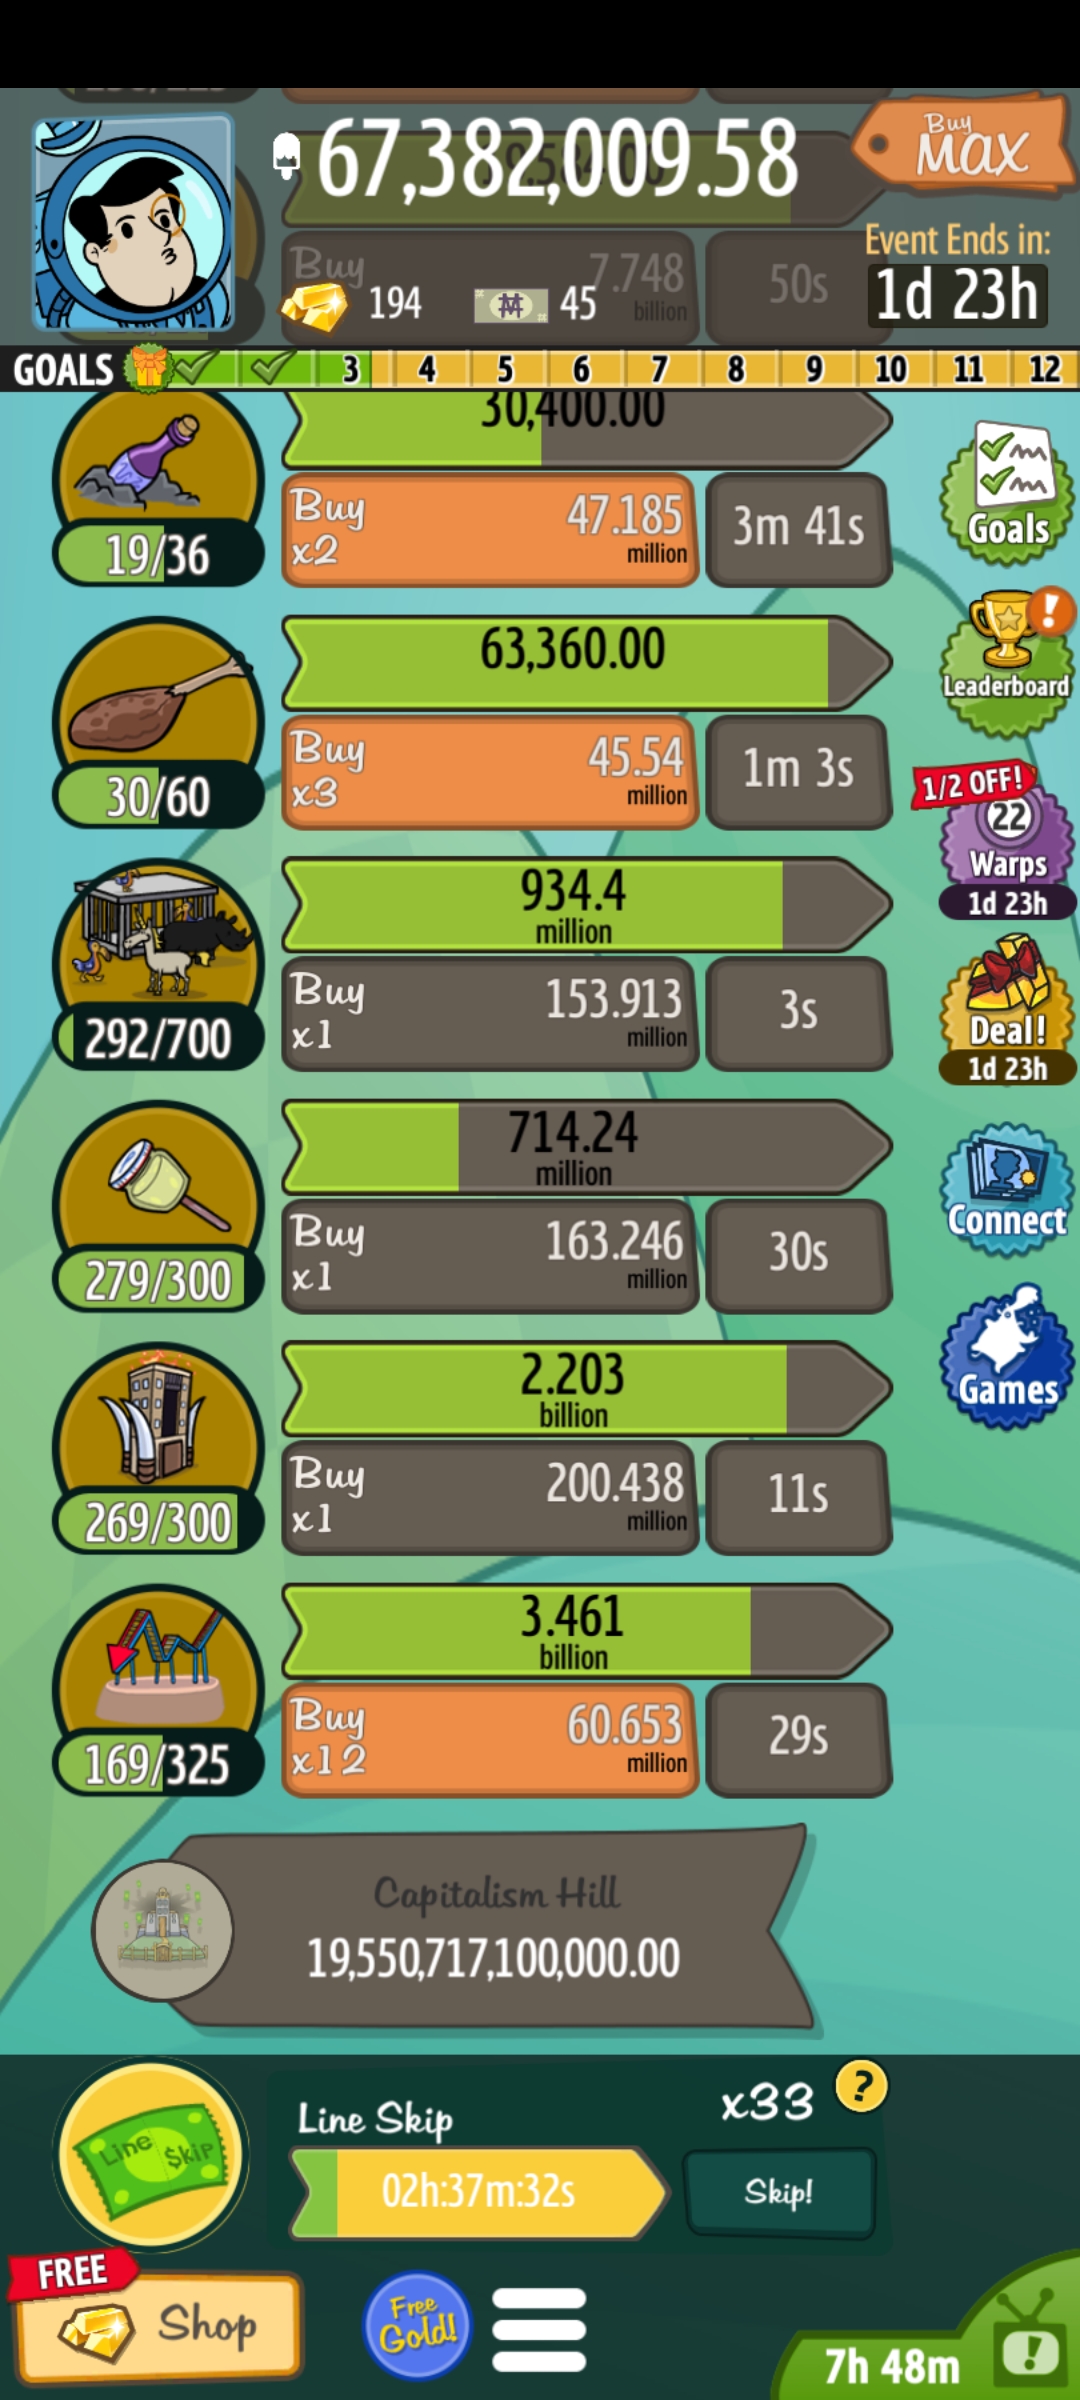 67,382,009.58
Buy
MAX
Buy
7.748
billion
50s
194
45
Event Ends in:
1d 23h
GOALS
3
4
5
6
7
8
9
10
11
12
30,400.00
19/36
Buy
x2
47.185
million
3m 41s
Goals
63,360.00
30/60
Buy
x3
45.54
million
1m 3s
Leaderboard
1/2 OFF!
22
Warps
1d 23h
934.4
million
292/700
Buy
x1
153.913
million
3s
Deal!
1d 23h
714.24
million
279/300
Buy
x1
163.246
million
30s
Connect
2.203
billion
269/300
Buy
x1
200.438
million
11s
Games
3.461
billion
169/325
Buy
x12
60.653
million
29s
Capitalism Hill
19,550,717,100,000.00
Line $kip
Line Skip
x33
?
02h:37m:32s
Skip!
FREE
Shop
Free
Gold!
7h 48m
!